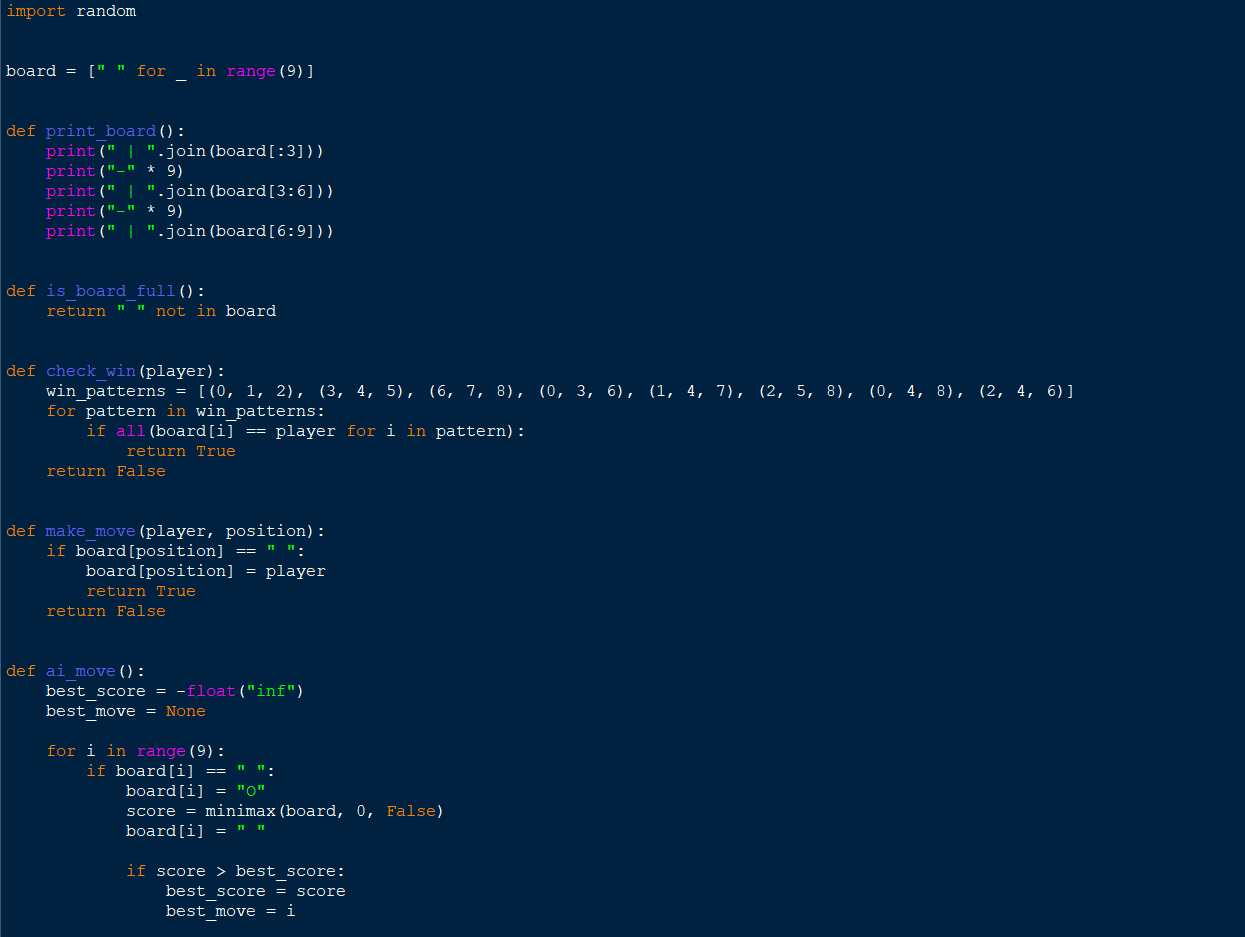 import random
board = [" " for _ in range(9)]
def print_board():
    print(" | ".join(board[:3]))
    print("-" * 9)
    print(" | ".join(board[3:6]))
    print("-" * 9)
    print(" | ".join(board[6:9]))
def is_board_full():
    return " " not in board
def check_win(player):
    win_patterns = [(0, 1, 2), (3, 4, 5), (6, 7, 8), (0, 3, 6), (1, 4, 7), (2, 5, 8), (0, 4, 8), (2, 4, 6)]
    for pattern in win_patterns:
        if all(board[i] == player for i in pattern):
            return True
    return False
def make_move(player, position):
    if board[position] == " ":
        board[position] = player
        return True
    return False
def ai_move():
    best_score = -float("inf")
    best_move = None
    for i in range(9):
        if board[i] == " ":
            board[i] = "O"
            score = minimax(board, 0, False)
            board[i] = " "
            if score > best_score:
                best_score = score
                best_move = i